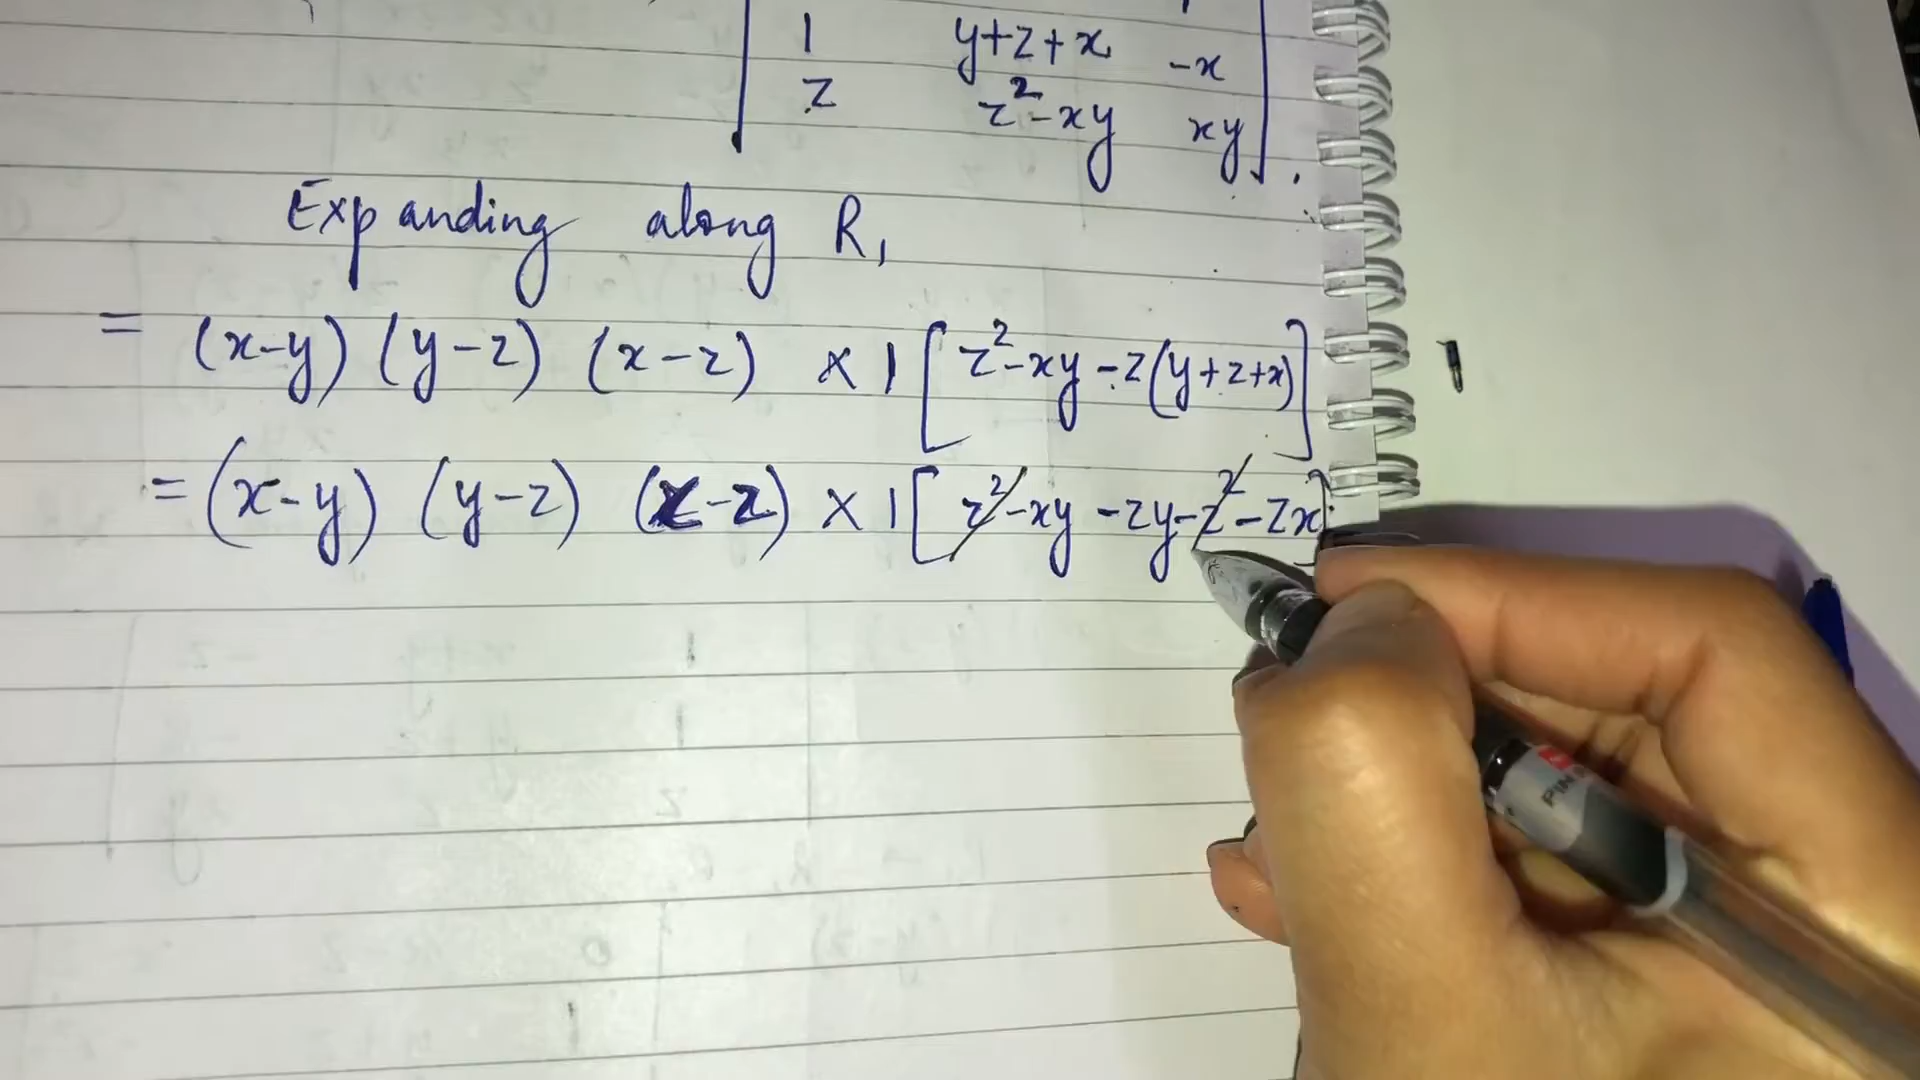 1 y+z+x -x
z z²-xy xy
Expanding along R₁
= (x-y) (y-z) (x-z) × 1 [z²-xy-z(y+z+x)]
= (x-y) (y-z) (x-z) × 1 [z²-xy-zy-z²-zx]